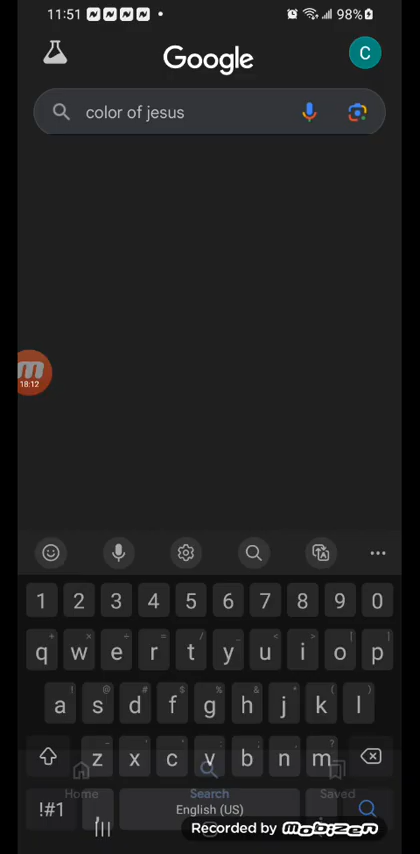 11:51 98%
Google
C
color of jesus
m
18:12
1 2 3 4 5 6 7 8 9 0
q w e r t y u i o p
a s d f g h j k l
z x c v b n m
Home Search Saved
!#1 , English (US) .
Recorded by mobizen